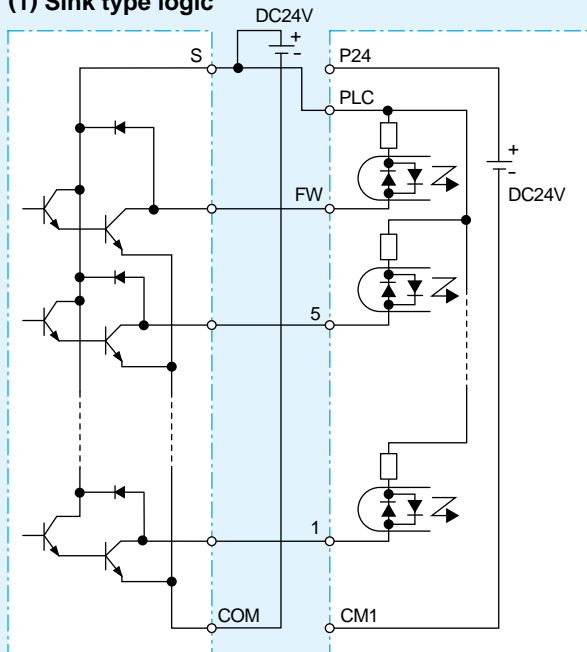 (1) Sink type logic
DC24V
+
-
S
P24
PLC
+
-
DC24V
FW
5
1
COM
CM1